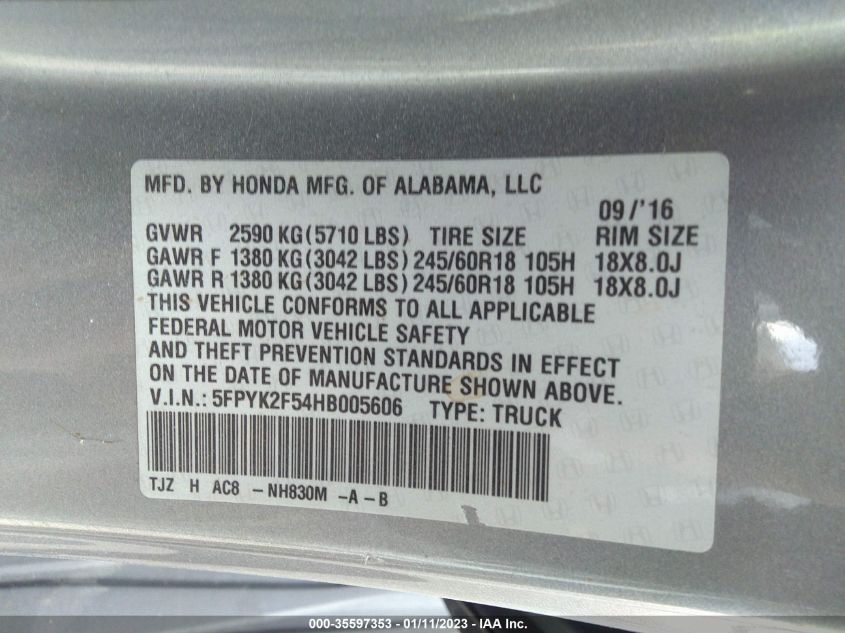 MFD. BY HONDA MFG. OF ALABAMA, LLC
09/'16
GVWR 2590 KG(5710 LBS) TIRE SIZE RIM SIZE
GAWR F 1380 KG(3042 LBS) 245/60R18 105H 18X8.0J
GAWR R 1380 KG(3042 LBS) 245/60R18 105H 18X8.0J
THIS VEHICLE CONFORMS TO ALL APPLICABLE
FEDERAL MOTOR VEHICLE SAFETY
AND THEFT PREVENTION STANDARDS IN EFFECT
ON THE DATE OF MANUFACTURE SHOWN ABOVE.
V.I.N.: 5FPYK2F54HB005606 TYPE: TRUCK
TJZ H AC8 -NH830M -A-B
000-35597353 - 01/11/2023 - IAA Inc.